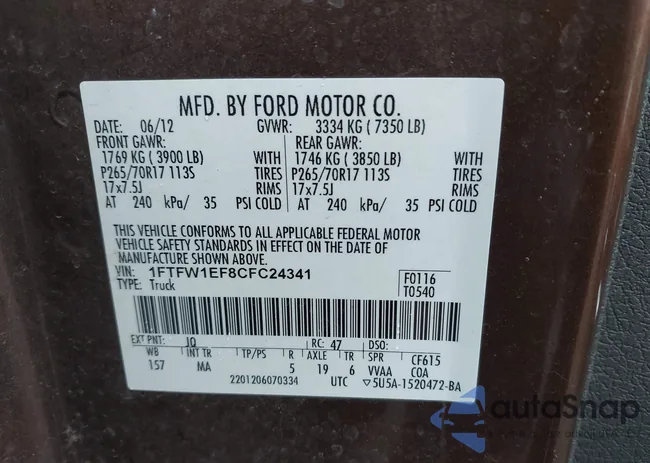 MFD. BY FORD MOTOR CO.
DATE: 06/12 GVWR: 3334 KG ( 7350 LB)
FRONT GAWR: REAR GAWR:
1769 KG ( 3900 LB) WITH 1746 KG ( 3850 LB) WITH
P265/70R17 113S TIRES P265/70R17 113S TIRES
17x7.5J RIMS 17x7.5J RIMS
AT 240 kPa/ 35 PSI COLD AT 240 kPa/ 35 PSI COLD
THIS VEHICLE CONFORMS TO ALL APPLICABLE FEDERAL MOTOR
VEHICLE SAFETY STANDARDS IN EFFECT ON THE DATE OF
MANUFACTURE SHOWN ABOVE.
VIN: 1FTFW1EF8CFC24341 F0116
TYPE: Truck T0540
EXT PNT: JQ RC: 47 DSO:
WB INT TR TP/PS R AXLE TR SPR CF615
157 MA 5 19 6 VVAA COA
2201206070334 UTC ▽5U5A-1520472-BA
autoSnap